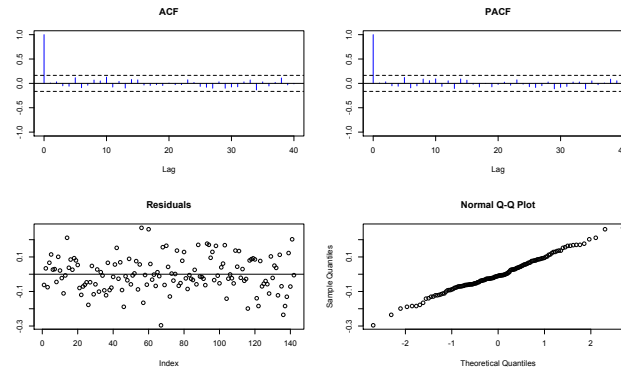 ACF
PACF
1.0
0.5
0.0
-0.5
-1.0
0 10 20 30 40
Lag
1.0
0.5
0.0
-0.5
-1.0
0 10 20 30 40
Lag
Residuals
Normal Q-Q Plot
0.1
-0.1
-0.3
0 20 40 60 80 100 120 140
Index
Sample Quantiles
0.1
-0.1
-0.3
-2 -1 0 1 2
Theoretical Quantiles